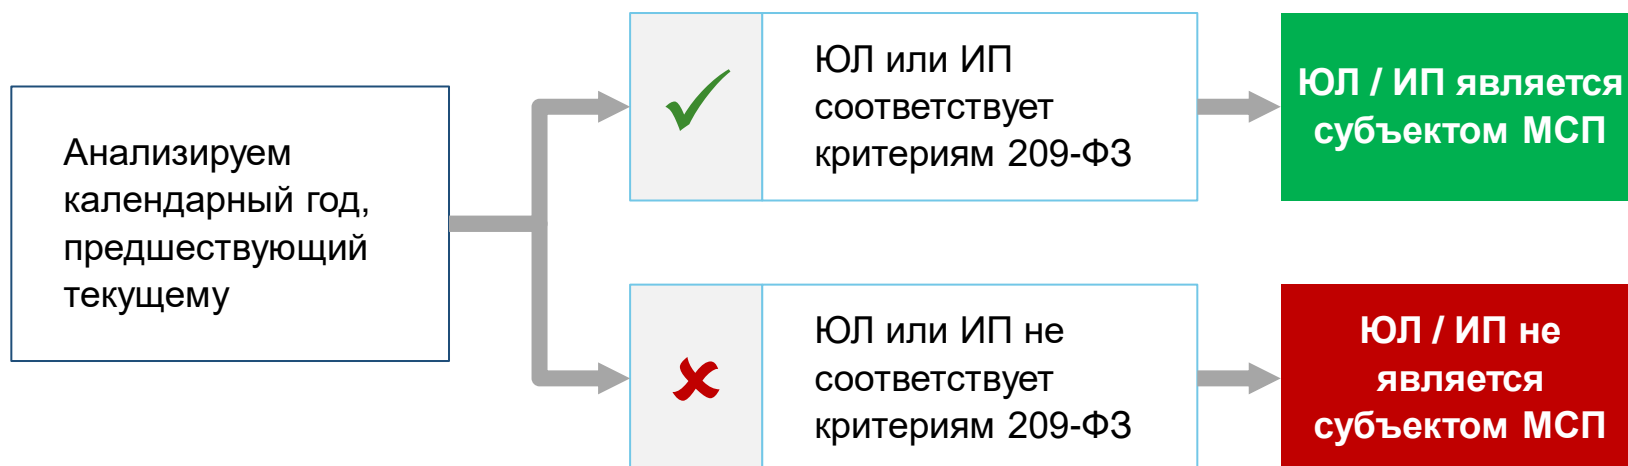 Анализируем
календарный год,
предшествующий
текущему
ЮЛ или ИП
соответствует
критериям 209-ФЗ
ЮЛ / ИП является
субъектом МСП
ЮЛ или ИП не
соответствует
критериям 209-ФЗ
ЮЛ / ИП не
является
субъектом МСП